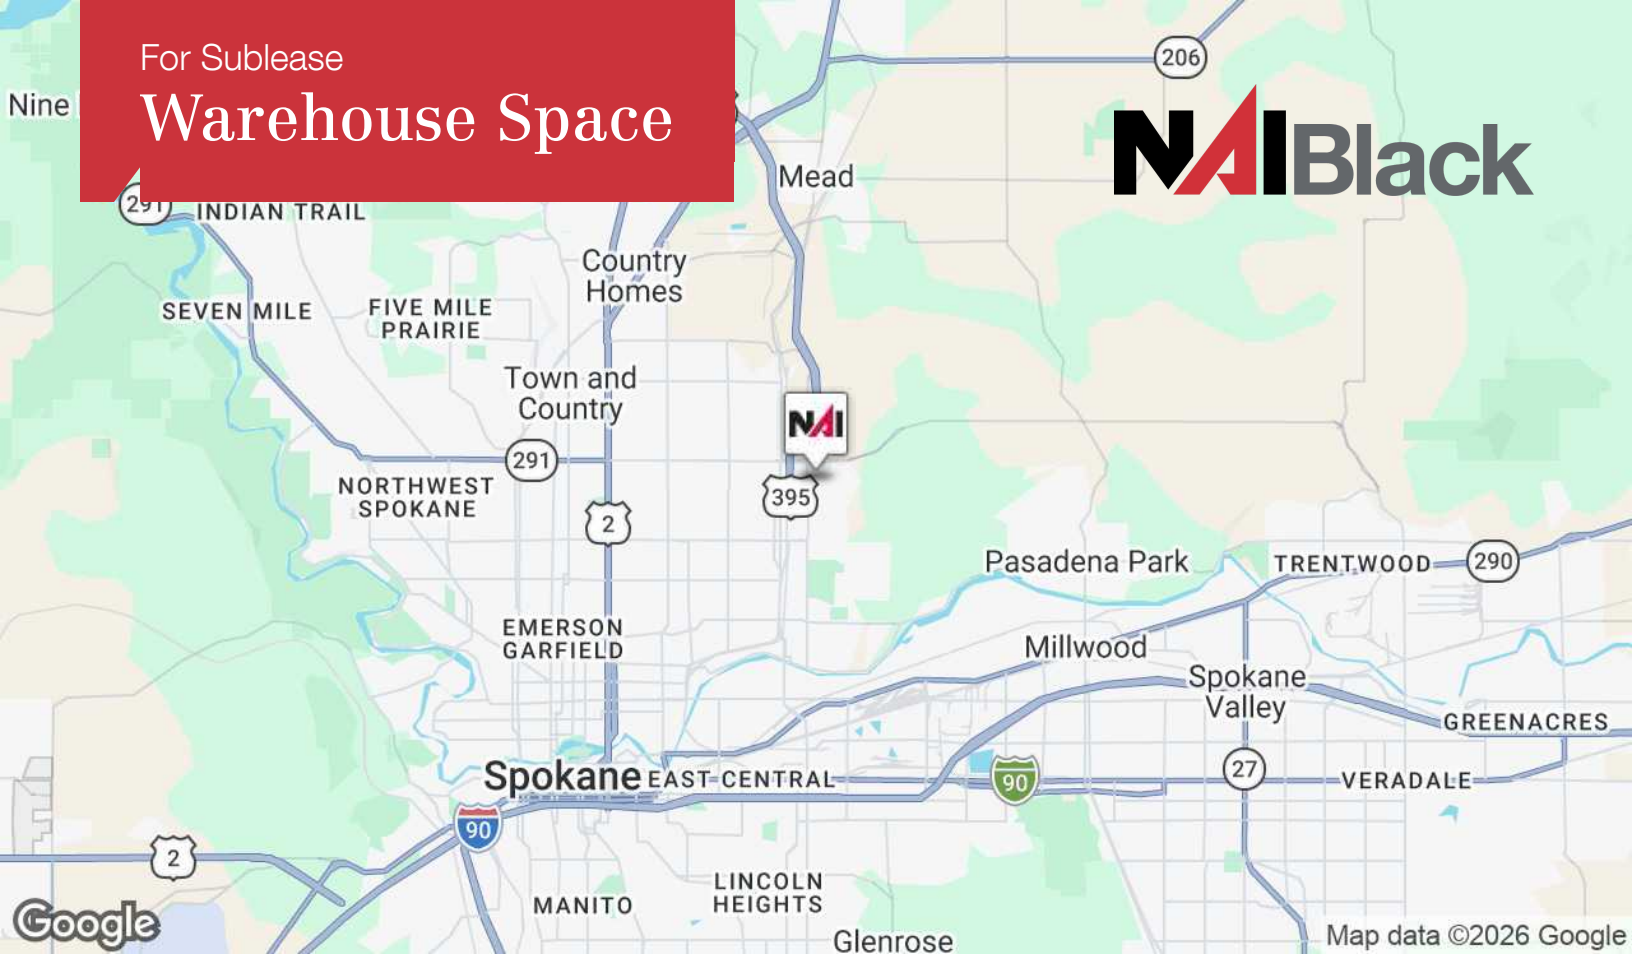 For Sublease
Warehouse Space
NAIBlack
206
Nine
Mead
291
INDIAN TRAIL
Country
Homes
SEVEN MILE
FIVE MILE
PRAIRIE
Town and
Country
NAI
291
395
NORTHWEST
SPOKANE
2
Pasadena Park
TRENTWOOD
290
EMERSON
GARFIELD
Millwood
Spokane
Valley
GREENACRES
Spokane
EAST CENTRAL
90
27
VERADALE
90
2
LINCOLN
HEIGHTS
MANITO
Google
Glenrose
Map data ©2026 Google